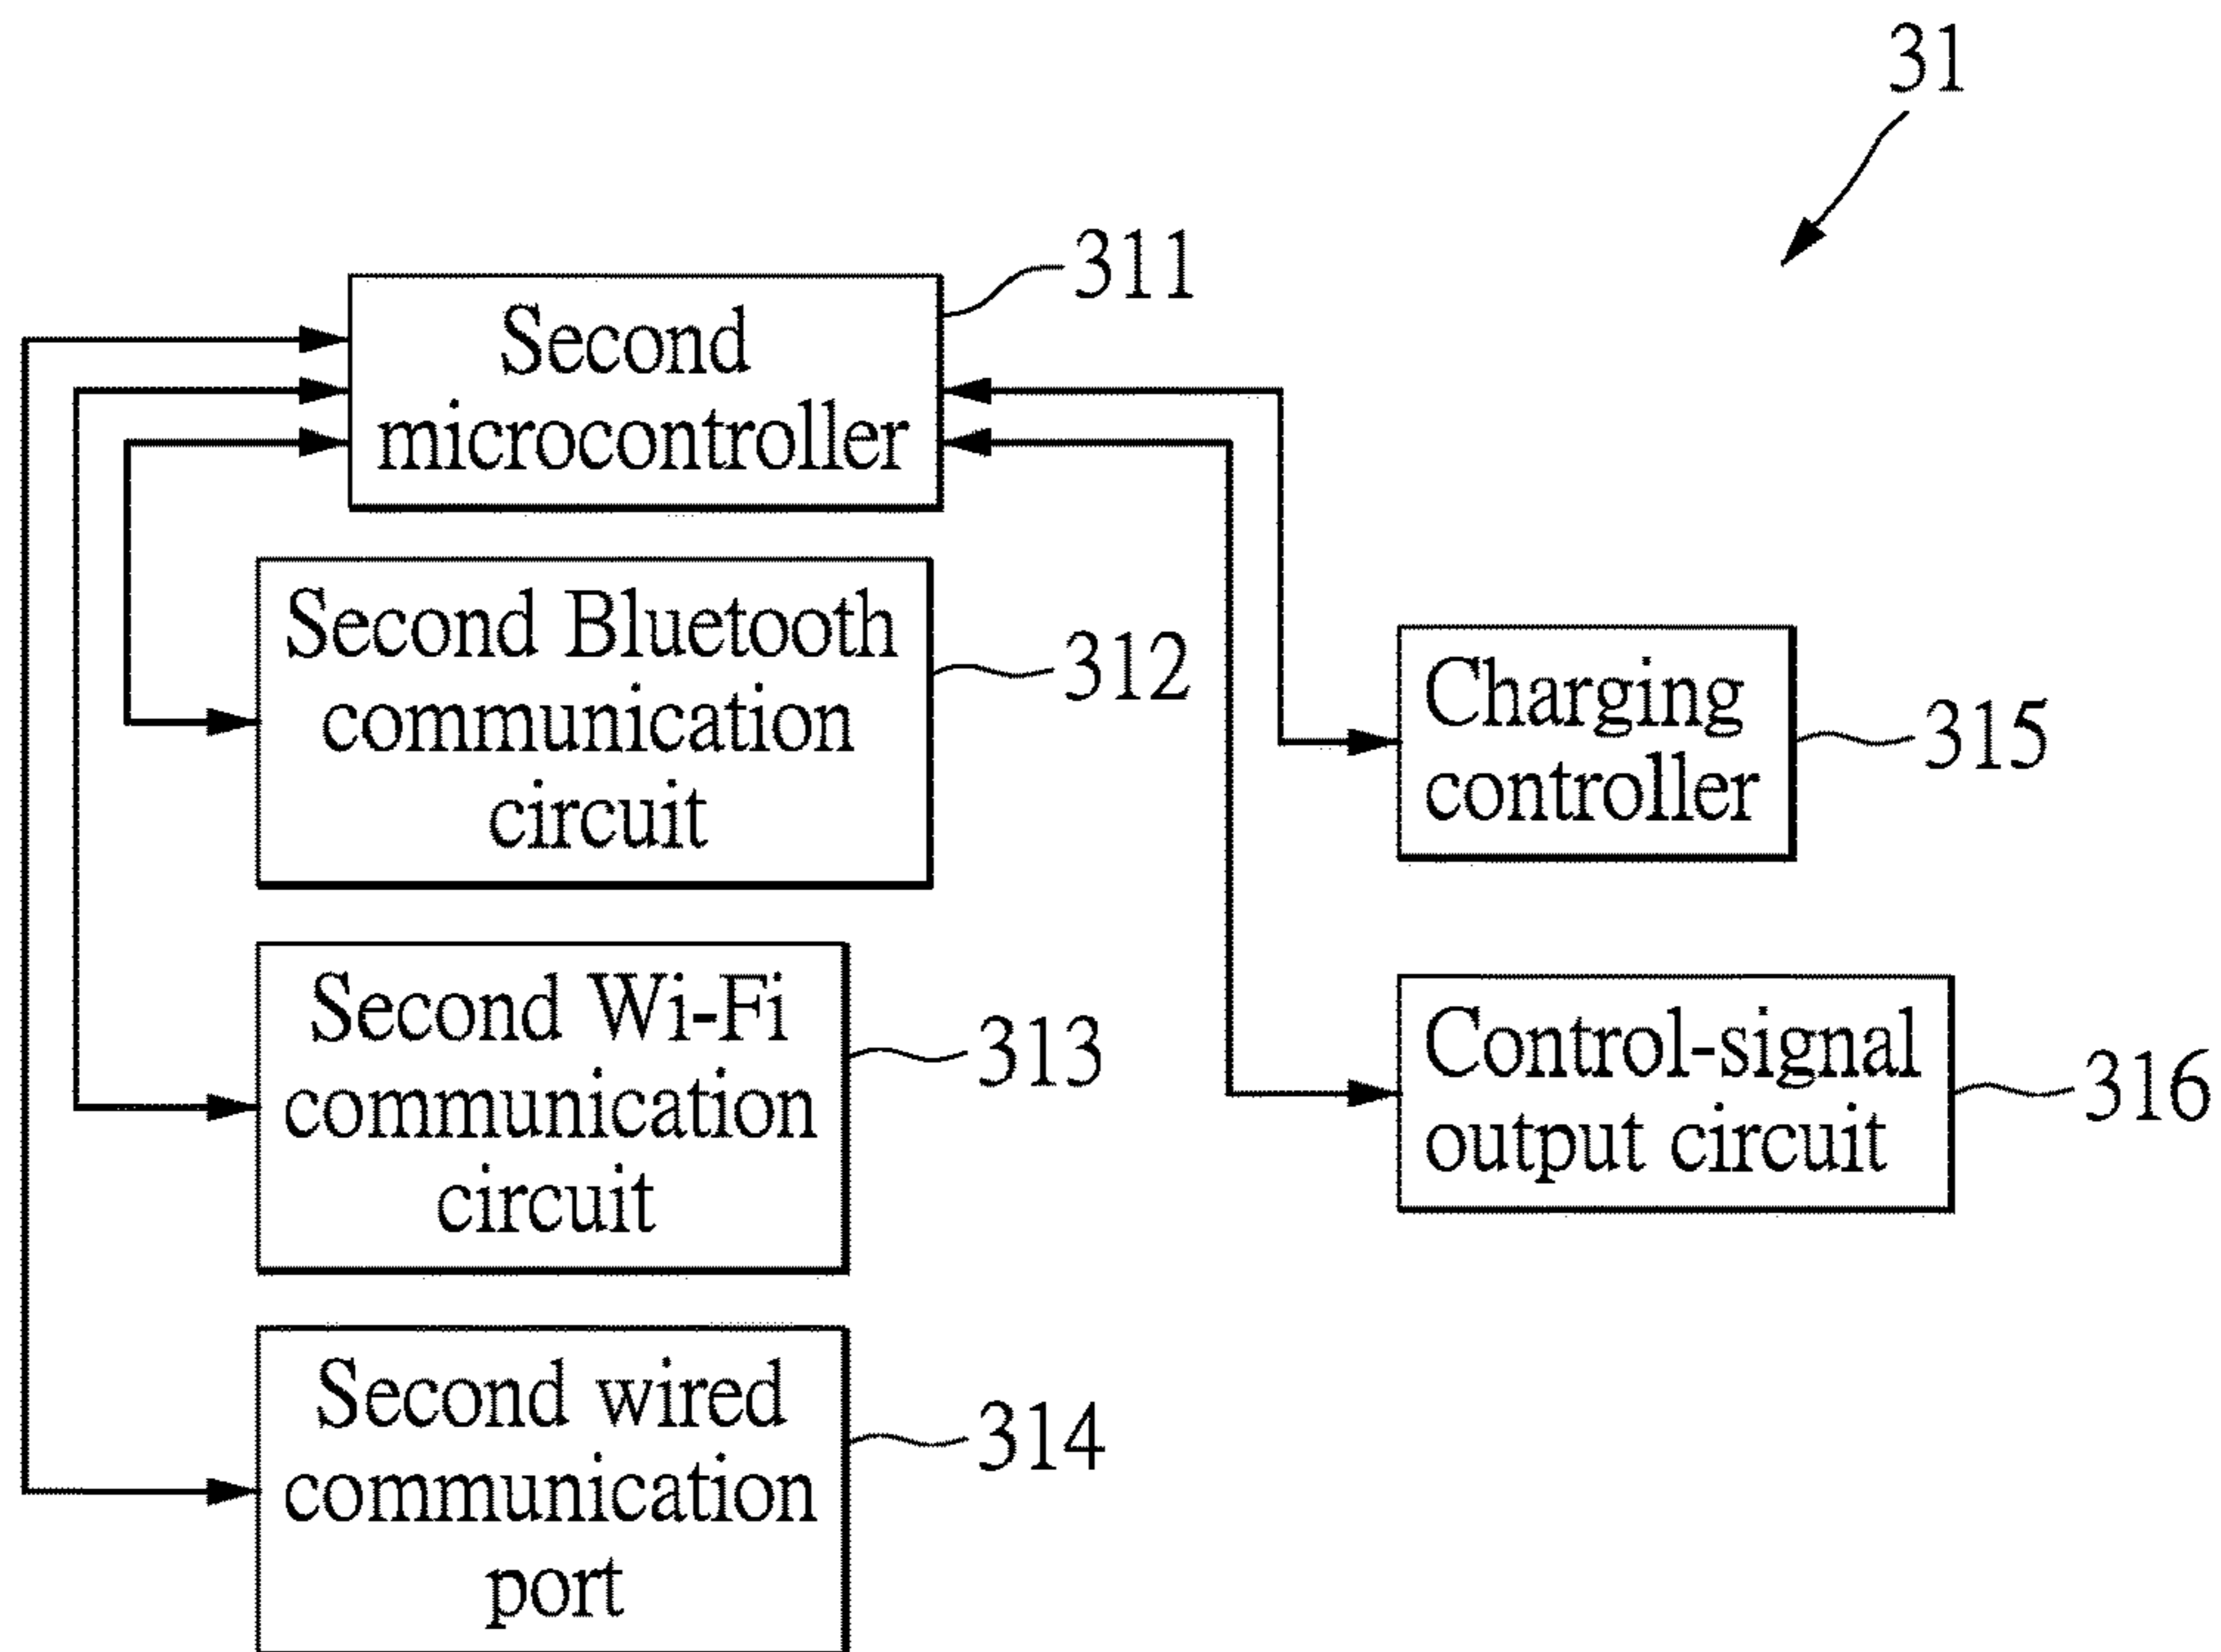 31
311
Second
microcontroller
Second Bluetooth
communication
circuit
312
Charging
controller
315
Second Wi-Fi
communication
circuit
313
Control-signal
output circuit
316
Second wired
communication
port
314